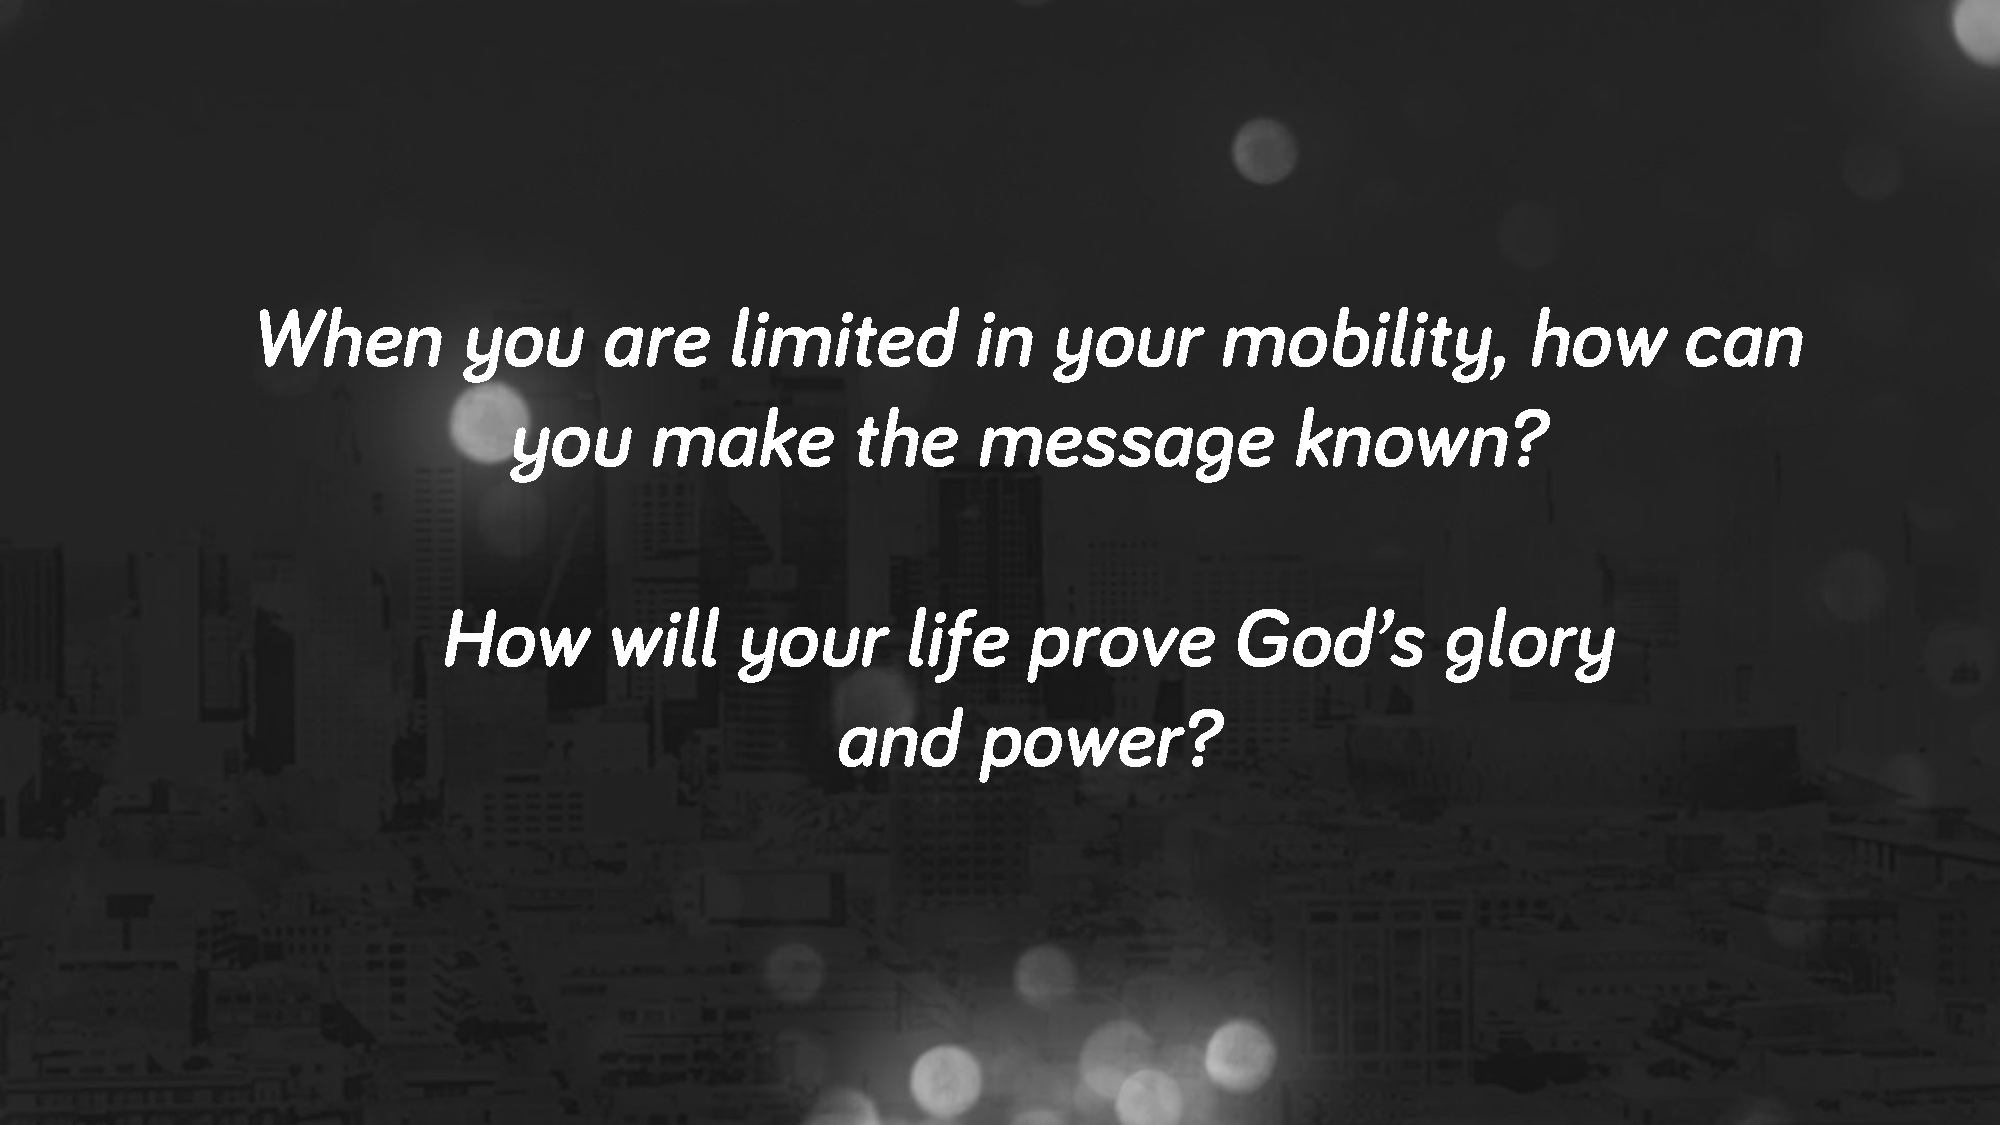 When you are limited in your mobility, how can
you make the message known?
How will your life prove God’s glory
and power?